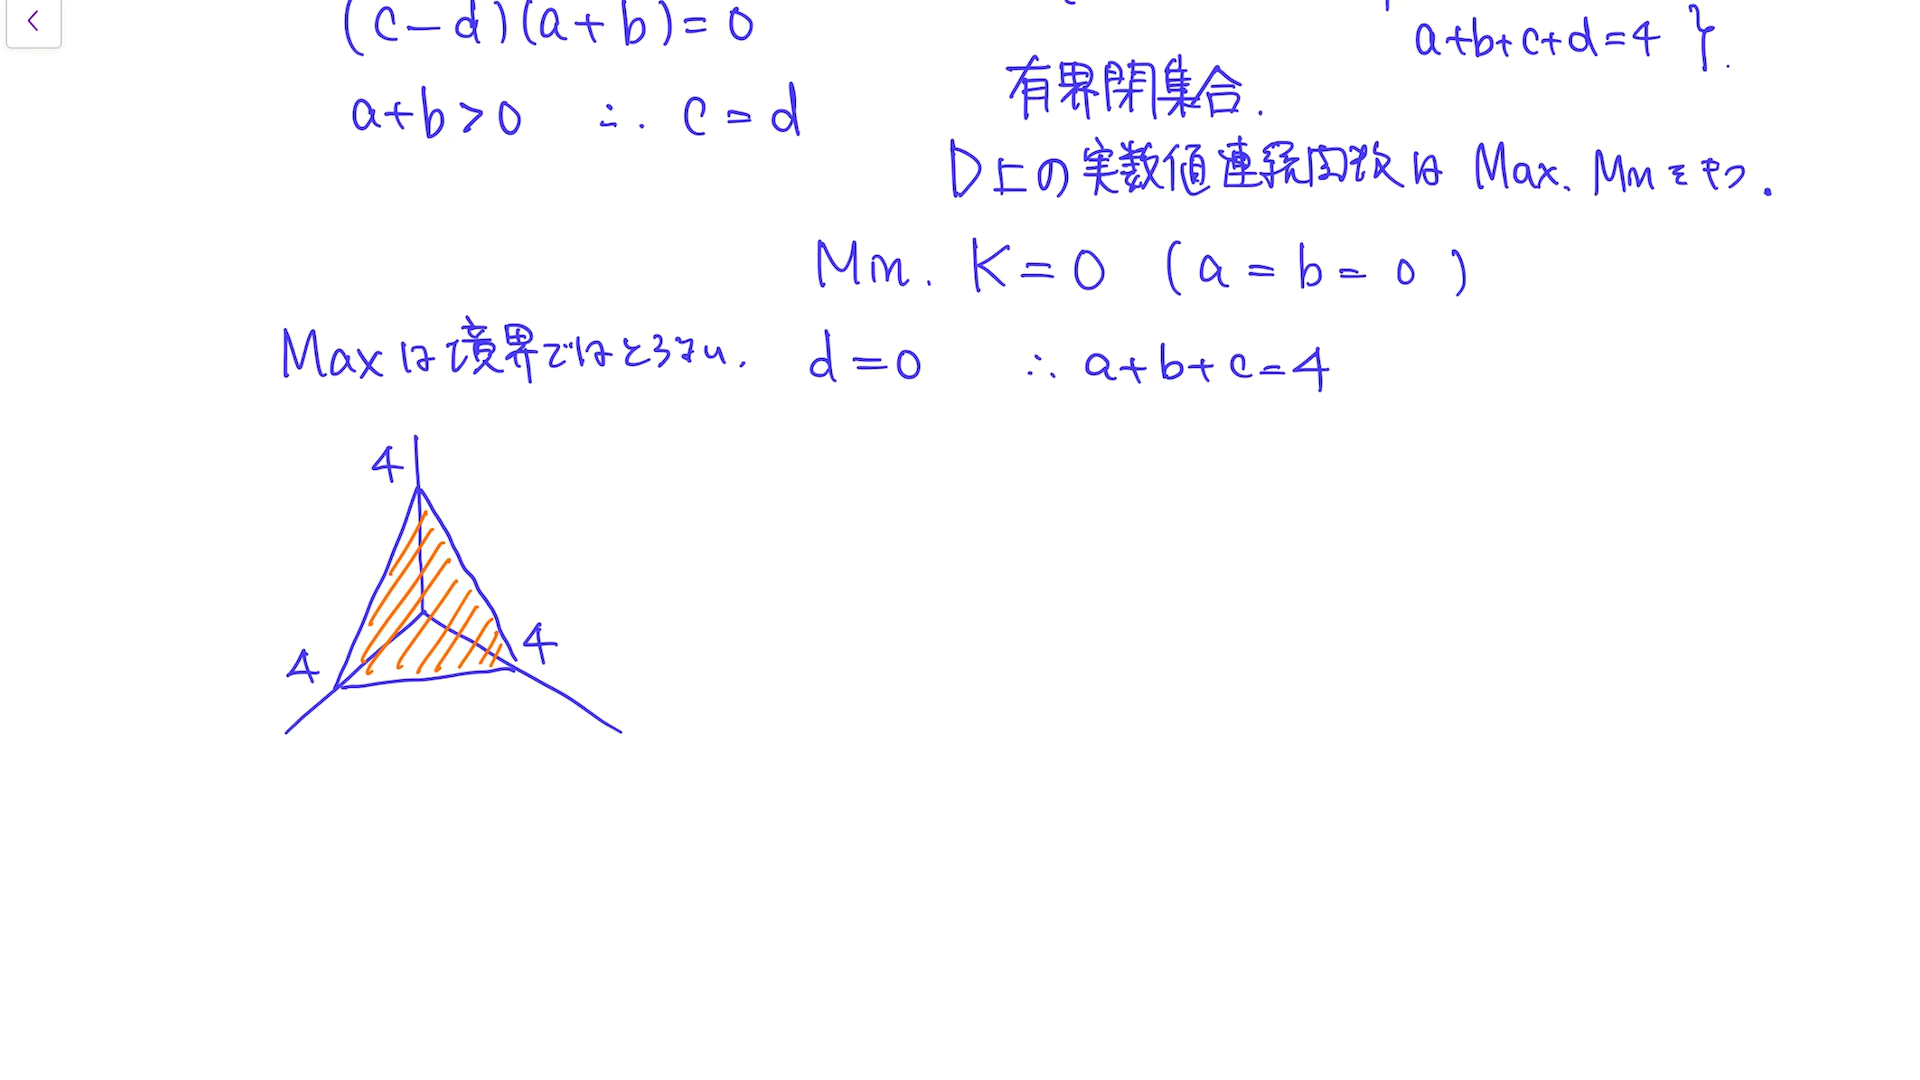 (c-d)(a+b)=0
a+b+c+d=4 }.
有界閉集合.
a+b>0 ∴ c=d
D上の実数値連続関数は Max, Min をもつ.
Min. K=0 (a=b=0)
Maxは境界ではとらない. d=0 ∴ a+b+c=4
4
4
4